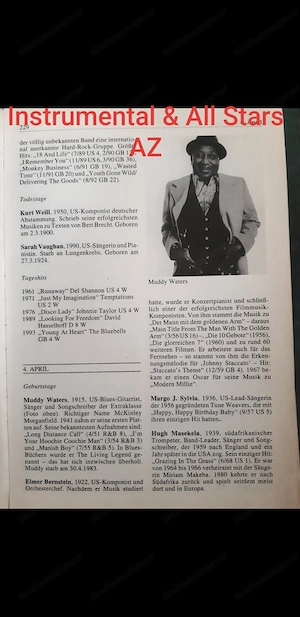 Instrumental & All Stars
AZ
229
der völlig unbekannten Band eine internatio-
nal anerkannte Hard-Rock-Gruppe. Größte
Hits: „18 And Life“ (7/89 US 4, 2/90 GB 12),
„I Remember You“ (11/89 US 6, 3/90 GB 36),
„Monkey Business“ (6/91 GB 19), „Wasted
Time“ (11/91 GB 20) und „Youth Gone Wild/
Delivering The Goods“ (8/92 GB 22).
Todestage
Kurt Weill, 1950, US-Komponist deutscher
Abstammung. Schrieb seine erfolgreichsten
Musiken zu Texten von Bert Brecht. Geboren
am 2.3.1900.
Sarah Vaughan, 1990, US-Sängerin und Pia-
nistin. Starb an Lungenkrebs. Geboren am
27.3.1924.
Tageshits
1961 „Runaway“ Del Shannon US 4 W
1971 „Just My Imagination“ Temptations
US 2 W
1976 „Disco Lady“ Johnnie Taylor US 4 W
1989 „Looking For Freedom“ David
Hasselhoff D 8 W
1993 „Young At Heart“ The Bluebells
GB 4 W
4. APRIL
Geburtstage
Muddy Waters, 1915, US-Blues-Gitarrist,
Sänger und Songschreiber der Extraklasse
(Foto oben). Richtiger Name McKinley
Morganfield. 1941 nahm er seine ersten Plat-
ten auf. Seine bekanntesten Aufnahmen sind:
„Long Distance Call“ (4/51 R&B 8), „I'm
Your Hoochie Coochie Man“ (3/54 R&B 3)
und „Manish Boy“ (7/55 R&B 5). In Blues-
Büchern wurde er The Living Legend ge-
nannt – das hat sich inzwischen überholt.
Muddy starb am 30.4.1983.
Elmer Bernstein, 1922, US-Komponist und
Orchesterchef. Nachdem er Musik studiert
Muddy Waters
hatte, wurde er Konzertpianist und schließ-
lich einer der erfolgreichsten Filmmusik-
Komponisten. Von ihm stammt die Musik zu
„Der Mann mit dem goldenen Arm“ – daraus
„Main Title From The Man With The Golden
Arm“ (3/56 US 16) –, „Die 10 Gebote“ (1956),
„Die glorreichen 7“ (1960) und zu rund 60
weiteren Filmen. Er arbeitete auch für das
Fernsehen – so stammt von ihm die Erken-
nungsmelodie für „Johnny Staccato“ (Hit:
„Staccato's Theme“ (12/59 GB 4). 1967 be-
kam er einen Oscar für seine Musik zu
„Modern Millie“.
Margo J. Sylvia, 1936, US-Lead-Sängerin
der 1956 gegründeten Tune Weavers, die mit
„Happy, Happy Birthday Baby“ (9/57 US 5)
ihren einzigen Hit hatten.
Hugh Masekela, 1939, südafrikanischer
Trompeter, Band-Leader, Sänger und Song-
schreiber, der 1959 nach England und ein
Jahr später in die USA zog. Sein einziger Hit:
„Grazing In The Grass“ (6/68 US 1). Er war
von 1964 bis 1966 verheiratet mit der Sänge-
rin Miriam Makeba. 1980 kehrte er nach
Südafrika zurück und spielt seitdem meist
dort und in Europa.